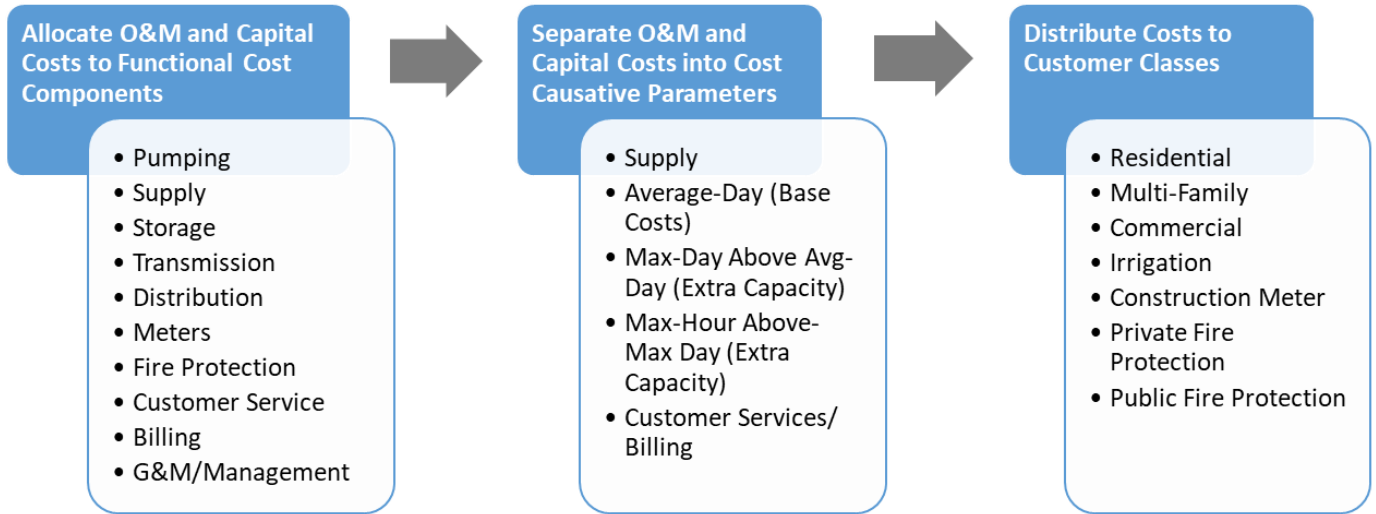 Allocate O&M and Capital
Costs to Functional Cost
Components
• Pumping
• Supply
• Storage
• Transmission
• Distribution
• Meters
• Fire Protection
• Customer Service
• Billing
• G&M/Management
Separate O&M and
Capital Costs into Cost
Causative Parameters
• Supply
• Average-Day (Base
Costs)
• Max-Day Above Avg-
Day (Extra Capacity)
• Max-Hour Above-
Max Day (Extra
Capacity)
• Customer Services/
Billing
Distribute Costs to
Customer Classes
• Residential
• Multi-Family
• Commercial
• Irrigation
• Construction Meter
• Private Fire
Protection
• Public Fire Protection